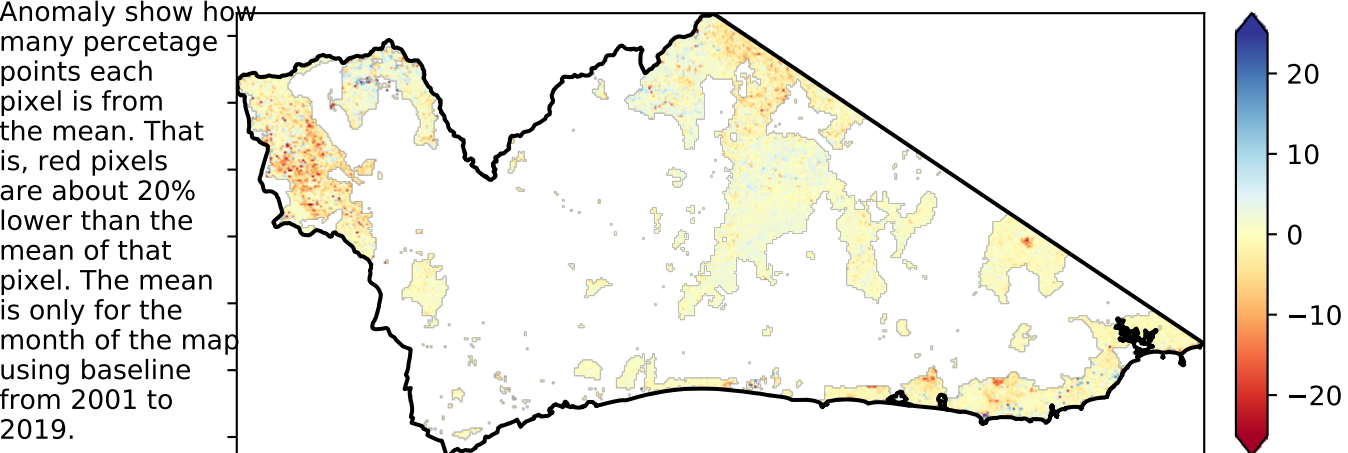 Anomaly show how
many percetage
points each
pixel is from
the mean. That
is, red pixels
are about 20%
lower than the
mean of that
pixel. The mean
is only for the
month of the map
using baseline
from 2001 to
2019.
20
10
0
−10
−20